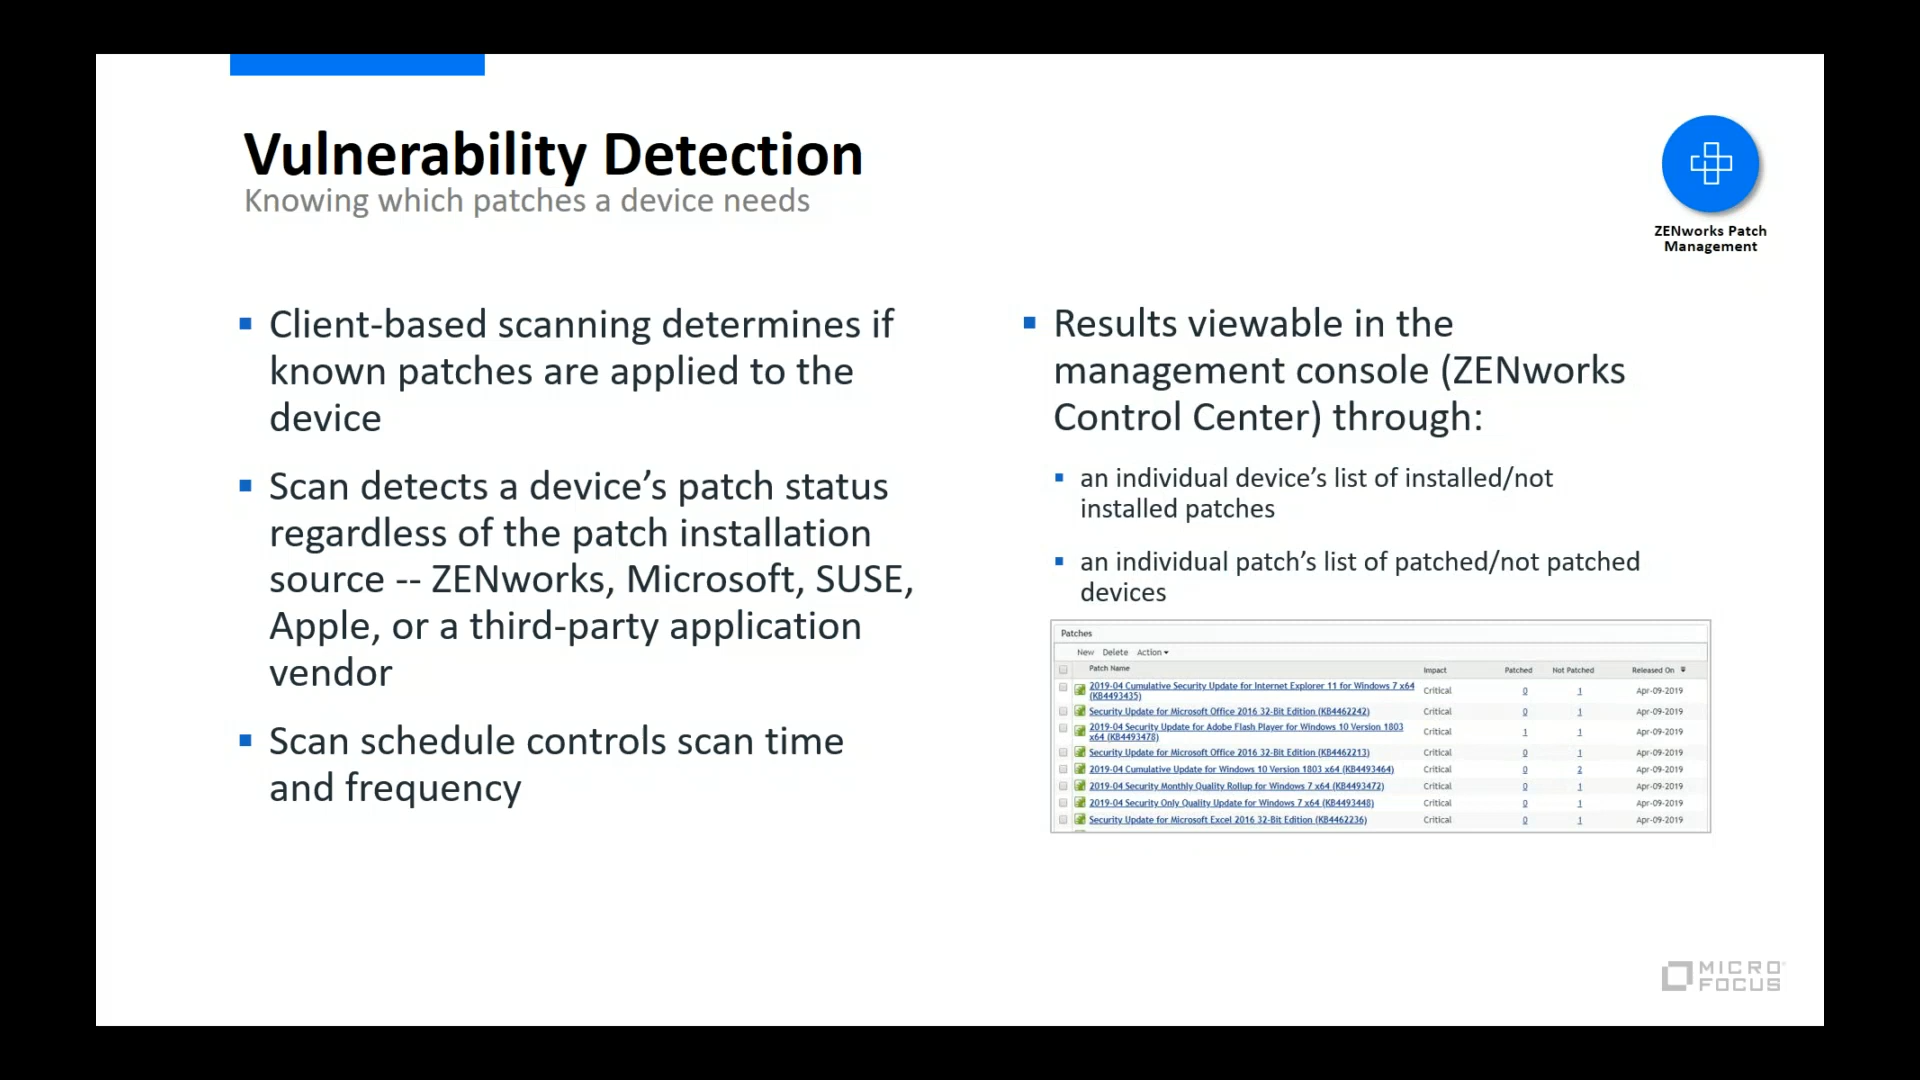 Vulnerability Detection
Knowing which patches a device needs
ZENworks Patch
Management
Client-based scanning determines if
known patches are applied to the
device
Scan detects a device’s patch status
regardless of the patch installation
source -- ZENworks, Microsoft, SUSE,
Apple, or a third-party application
vendor
Scan schedule controls scan time
and frequency
Results viewable in the
management console (ZENworks
Control Center) through:
an individual device’s list of installed/not
installed patches
an individual patch’s list of patched/not patched
devices
Patches
New Delete Action
Patch Name Impact Patched Not Patched Released On
2019-04 Cumulative Security Update for Internet Explorer 11 for Windows 7 x64
(KB4493435) Critical 0 1 Apr-09-2019
Security Update for Microsoft Office 2016 32-Bit Edition (KB4462242) Critical 0 1 Apr-09-2019
2019-04 Security Update for Adobe Flash Player for Windows 10 Version 1803
x64 (KB4493478) Critical 1 1 Apr-09-2019
Security Update for Microsoft Office 2016 32-Bit Edition (KB4462213) Critical 0 1 Apr-09-2019
2019-04 Cumulative Update for Windows 10 Version 1803 x64 (KB4493464) Critical 0 2 Apr-09-2019
2019-04 Security Monthly Quality Rollup for Windows 7 x64 (KB4493472) Critical 0 1 Apr-09-2019
2019-04 Security Only Quality Update for Windows 7 x64 (KB4493448) Critical 0 1 Apr-09-2019
Security Update for Microsoft Excel 2016 32-Bit Edition (KB4462236) Critical 0 1 Apr-09-2019
MICRO
FOCUS